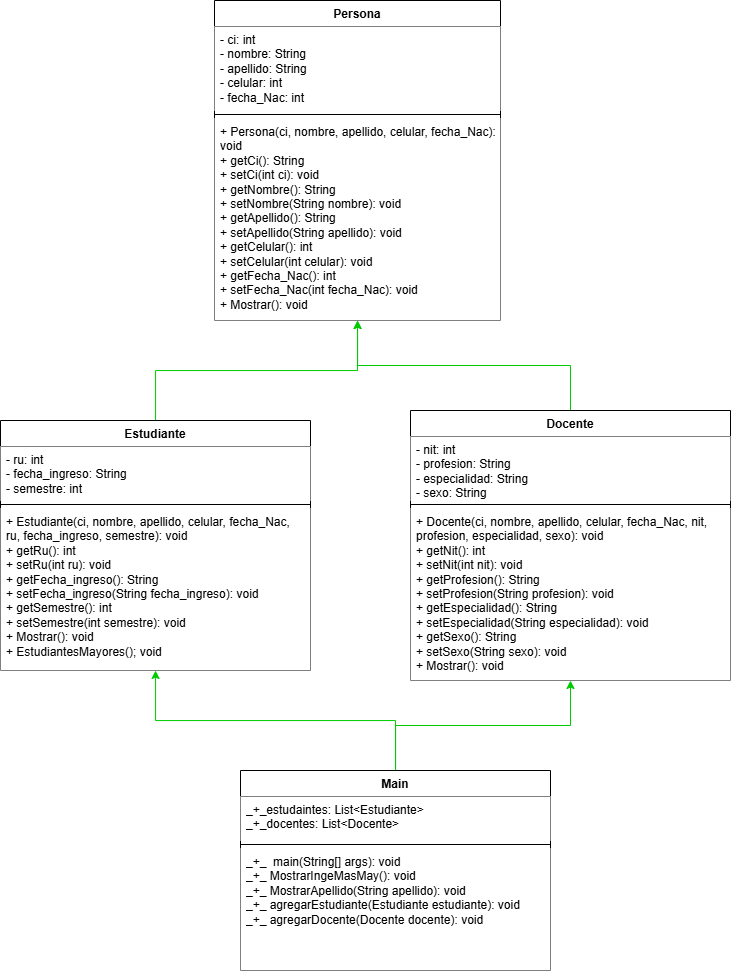 Persona
- ci: int
- nombre: String
- apellido: String
- celular: int
- fecha_Nac: int
+ Persona(ci, nombre, apellido, celular, fecha_Nac):
void
+ getCi(): String
+ setCi(int ci): void
+ getNombre(): String
+ setNombre(String nombre): void
+ getApellido(): String
+ setApellido(String apellido): void
+ getCelular(): int
+ setCelular(int celular): void
+ getFecha_Nac(): int
+ setFecha_Nac(int fecha_Nac): void
+ Mostrar(): void
Estudiante
- ru: int
- fecha_ingreso: String
- semestre: int
+ Estudiante(ci, nombre, apellido, celular, fecha_Nac,
ru, fecha_ingreso, semestre): void
+ getRu(): int
+ setRu(int ru): void
+ getFecha_ingreso(): String
+ setFecha_ingreso(String fecha_ingreso): void
+ getSemestre(): int
+ setSemestre(int semestre): void
+ Mostrar(): void
+ EstudiantesMayores(); void
Docente
- nit: int
- profesion: String
- especialidad: String
- sexo: String
+ Docente(ci, nombre, apellido, celular, fecha_Nac, nit,
profesion, especialidad, sexo): void
+ getNit(): int
+ setNit(int nit): void
+ getProfesion(): String
+ setProfesion(String profesion): void
+ getEspecialidad(): String
+ setEspecialidad(String especialidad): void
+ getSexo(): String
+ setSexo(String sexo): void
+ Mostrar(): void
Main
_+_estudaintes: List<Estudiante>
_+_docentes: List<Docente>
_+_ main(String[] args): void
_+_ MostrarIngeMasMay(): void
_+_ MostrarApellido(String apellido): void
_+_ agregarEstudiante(Estudiante estudiante): void
_+_ agregarDocente(Docente docente): void